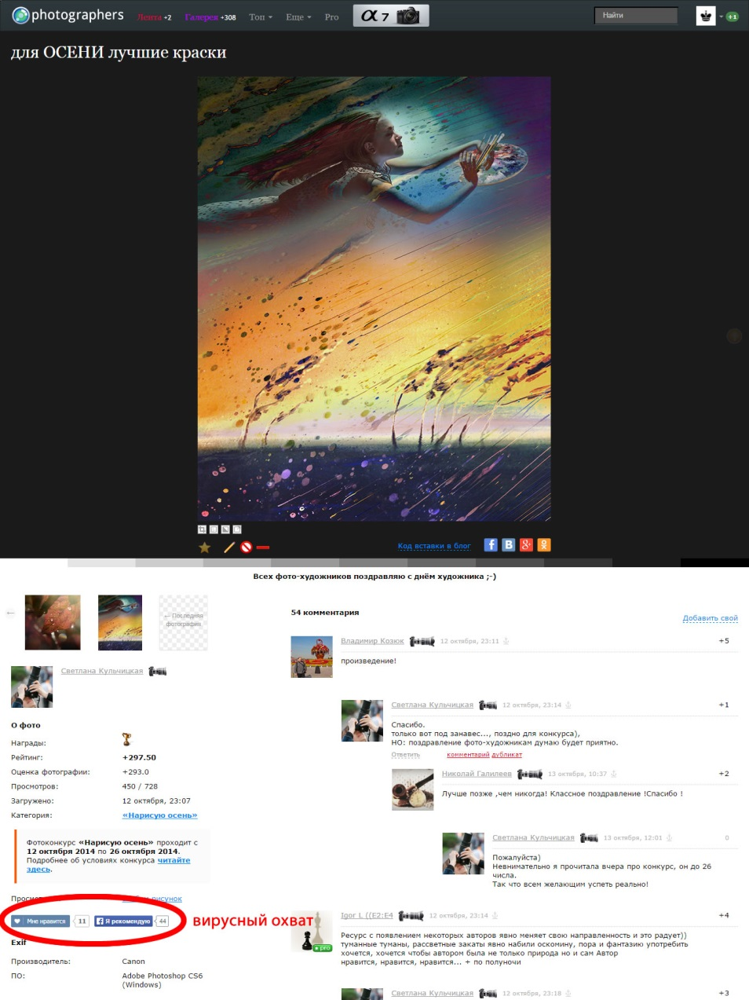 photographers
Лента +2
Галерея +308
Топ
Еще
Pro
α 7
Найти
+1
для ОСЕНИ лучшие краски
Код вставки в блог
Всех фото-художников поздравляю с днём художника ;-)
← Последняя
фотография
Светлана Кульчицкая
О фото
Награды:
Рейтинг: +297.50
Оценка фотографии: +293.0
Просмотров: 450 / 728
Загружено: 12 октября, 23:07
Категория: «Нарисую осень»
Фотоконкурс «Нарисую осень» проходит с
12 октября 2014 по 26 октября 2014.
Подробнее об условиях конкурса читайте
здесь.
рисунок
Мне нравится 11
Я рекомендую 44
вирусный охват
Exif
Производитель: Canon
ПО: Adobe Photoshop CS6
(Windows)
54 комментария
Добавить свой
Владимир Козюк 12 октября, 23:11 +5
произведение!
Светлана Кульчицкая 12 октября, 23:14 +1
Спасибо.
только вот под занавес..., поздно для конкурса),
НО: поздравление фото-художникам думаю будет приятно.
Ответить комментарий дубликат
Николай Галилеев 13 октября, 10:37 +2
Лучше позже ,чем никогда! Классное поздравление !Спасибо !
Светлана Кульчицкая 13 октября, 12:01 0
Пожалуйста)
Невнимательно я прочитала вчера про конкурс, он до 26
числа.
Так что всем желающим успеть реально!
Igor L ((E2:E4 12 октября, 23:14 +4
pro
Ресурс с появлением некоторых авторов явно меняет свою направленность и это радует))
туманные туманы, рассветные закаты явно набили оскомину, пора и фантазию употребить
хочется, хочется чтобы автором была не только природа но и сам Автор
нравится, нравится, нравится... + по полуночи
Светлана Кульчицкая 12 октября, 23:18 +3